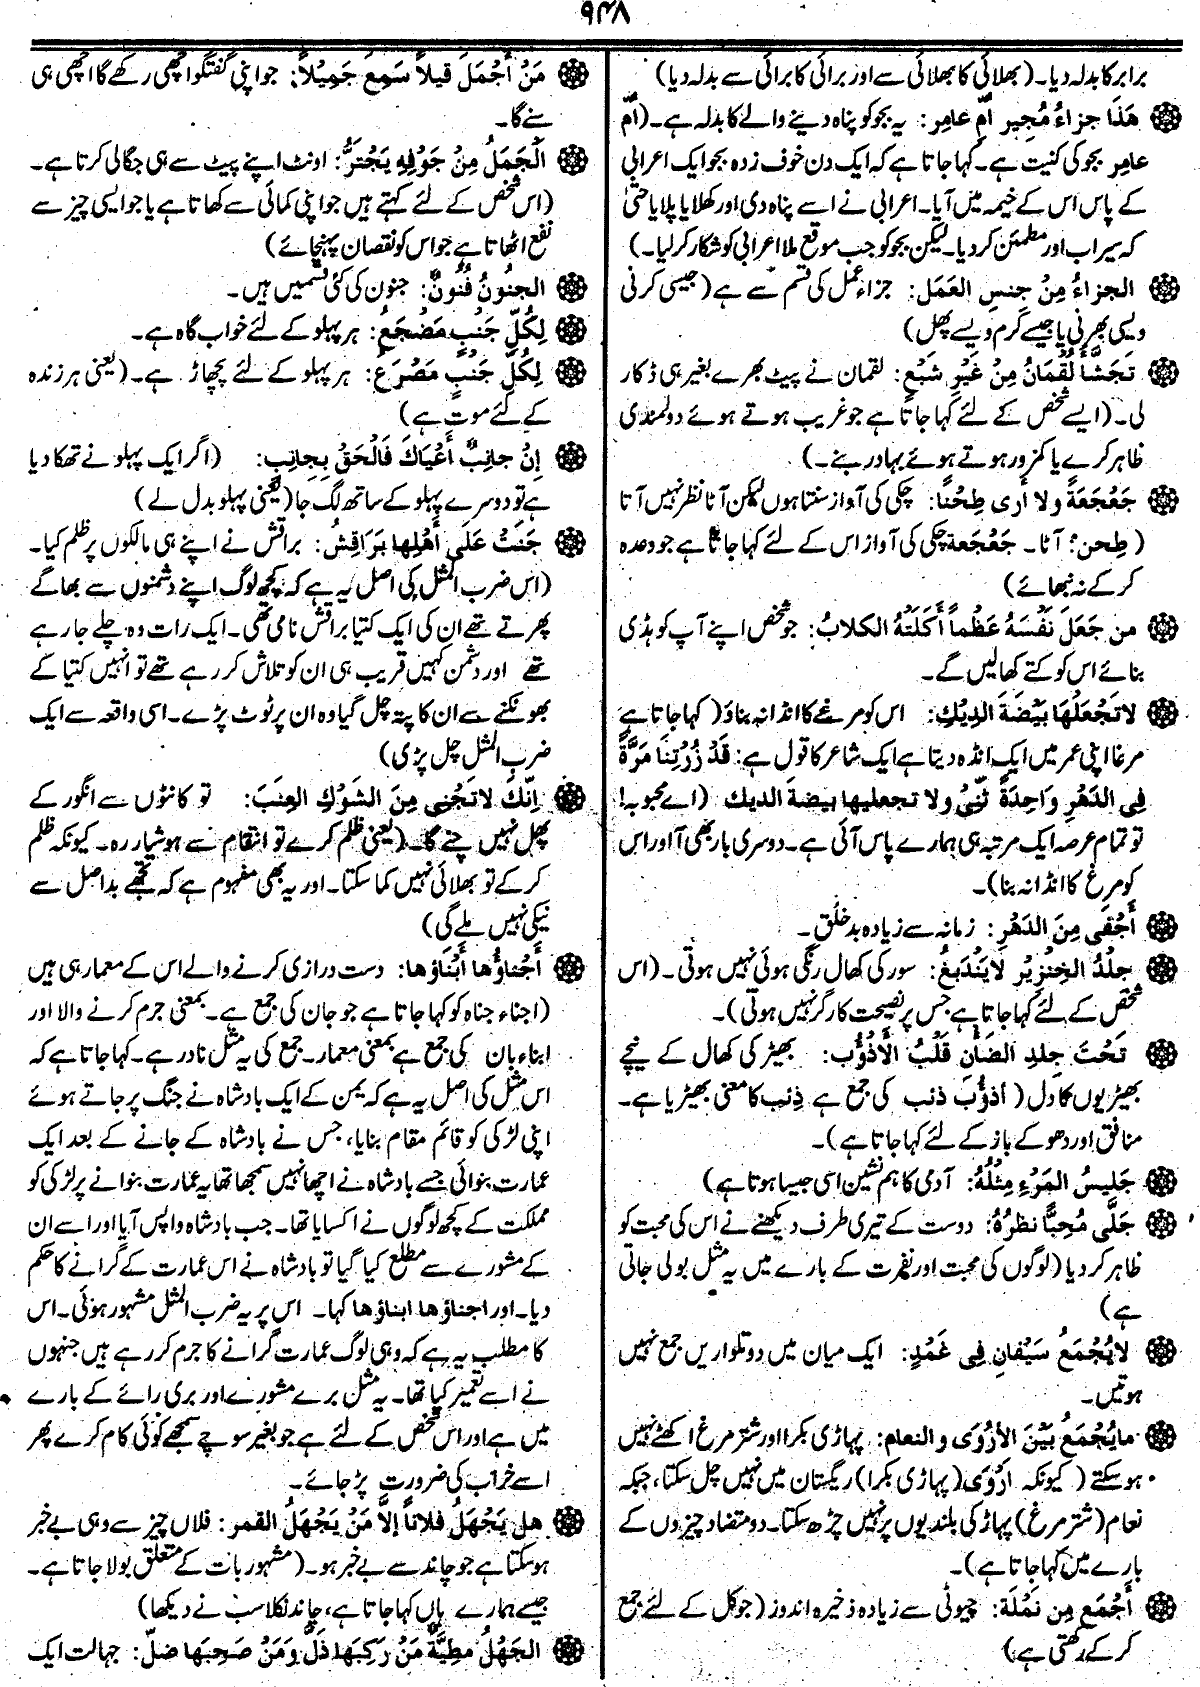 ۹۴۸
برابر کا بدلہ دیا۔ (بھلائی کا بھلائی سے اور برائی کا برائی سے بدلہ دیا)
هَذَا جزاءُ مُجِيرِ أُمِّ عامِر: یہ بجو کو پناہ دینے والے کا بدلہ ہے۔ (اُمّ
عامِر بجو کی کنیت ہے۔ کہا جاتا ہے کہ ایک دن خوف زدہ بجو ایک اعرابی
کے پاس اس کے خیمہ میں آیا۔ اعرابی نے اسے پناہ دی اور کھلایا پلایا حتیٰ
کہ سیراب اور مطمئن کر دیا۔ لیکن بجو کو جب موقع ملا اعرابی کو شکار کر لیا۔)
الجزاءُ مِنْ جنسِ العَمَل: جزاء عمل کی قسم سے ہے (جیسی کرنی
ویسی بھرنی یا جیسے کرم ویسے پھل)
تَجَشَّأَ لُقْمَانُ مِنْ غَيْرِ شَبْعٍ: لقمان نے پیٹ بھرے بغیر ہی ڈکار
لی۔ (ایسے شخص کے لئے کہا جاتا ہے جو غریب ہوتے ہوئے دولتمندی
ظاہر کرے یا کمزور ہوتے ہوئے بہادر بنے۔)
جَعْجَعَةً ولا أَرى طِحْنًا: چکی کی آواز سنتا ہوں لیکن آٹا نظر نہیں آتا
(طِحن: آٹا۔ جَعْجَعة چکی کی آواز اس کے لئے کہا جاتا ہے جو وعدہ
کر کے نہ نبھائے)
من جَعَلَ نَفْسَهُ عَظْماً أَكَلَتْهُ الكلابُ: جو شخص اپنے آپ کو ہڈی
بنائے اس کو کتے کھا لیں گے۔
لا تَجعَلْها بَيْضَةَ الدِيكِ: اس کو مرغے کا انڈا نہ بناؤ (کہا جاتا ہے
مرغا اپنی عمر میں ایک انڈہ دیتا ہے ایک شاعر کا قول ہے: قَدْ زُرْتِنا مَرَّةً
فِي الدَهْرِ وَاحِدَةً ثَنِّيْ ولا تجعليها بيضة الديك (اے محبوبہ!
تو تمام عرصہ ایک مرتبہ ہی ہمارے پاس آئی ہے۔ دوسری بار بھی آ اور اس
کو مرغ کا انڈا نہ بنا)۔
أَجْفَى مِنَ الدَهْرِ: زمانہ سے زیادہ بدخُلق۔
جِلْدُ الخِنْزِيْرِ لايَنْدَبِغُ: سور کی کھال رنگی ہوئی نہیں ہوتی۔ (اس
شخص کے لئے کہا جاتا ہے جس پر نصیحت کارگر نہیں ہوتی)۔
تَحْتَ جِلدِ الضَأْنِ قَلْبُ الأَذْؤُب: بھیڑ کی کھال کے نیچے
بھیڑیوں کا دل (أذؤب ذئب کی جمع ہے ذِئب کا معنی بھیڑیا ہے۔
منافق اور دھوکے باز کے لئے کہا جاتا ہے)۔
جَليسُ المَرْءِ مِثْلُهُ: آدمی کا ہم نشین اسی جیسا ہوتا ہے)
جَلَّى مُحِبًّا نظرُهُ: دوست کے تیری طرف دیکھنے نے اس کی محبت کو
ظاہر کر دیا (لوگوں کی محبت اور نفرت کے بارے میں یہ مثل بولی جاتی
ہے)
لا يُجْمَعُ سَيْفانِ فِي غَمْدٍ: ایک میان میں دو تلواریں جمع نہیں
ہوتیں۔
ما يُجْمَعُ بَيْنَ الأَرْوَى والنعام: پہاڑی بکرا اور شتر مرغ اکٹھے نہیں
ہو سکتے (کیونکہ اَرْوَى (پہاڑی بکرا) ریگستان میں نہیں چل سکتا، جبکہ
نعام (شتر مرغ) پہاڑ کی بلندیوں پر نہیں چڑھ سکتا۔ دو متضاد چیزوں کے
بارے میں کہا جاتا ہے)۔
أَجْمَع مِن نَمْلَة: چیونٹی سے زیادہ ذخیرہ اندوز (جو کل کے لئے جمع
کر کے رکھتی ہے)
مَنْ أَجْمَلَ قيلاً سَمِعَ جَميْلاً: جو اپنی گفتگو اچھی رکھے گا اچھی ہی
سنے گا۔
الْجَمَلُ مِنْ جَوْفِهِ يَجْتَرُّ: اونٹ اپنے پیٹ سے ہی جگالی کرتا ہے۔
(اس شخص کے لئے کہتے ہیں جو اپنی کمائی سے کھاتا ہے یا جو ایسی چیز سے
نفع اٹھاتا ہے جو اس کو نقصان پہنچائے)
الجنُونُ فُنُونٌ: جنون کی کئی قسمیں ہیں۔
لِكُلِّ جَنْبٍ مَضْجَعٌ: ہر پہلو کے لئے خواب گاہ ہے۔
لِكُلِّ جَنْبٍ مَصْرَعٌ: ہر پہلو کے لئے پچھاڑ ہے۔ (یعنی ہر زندہ
کے لئے موت ہے)
إِنْ جانِبٌ أَعْيَاكَ فَالْحَقْ بِجانِبٍ: (اگر ایک پہلو نے تھکا دیا
ہے تو دوسرے پہلو کے ساتھ لگ جا (یعنی پہلو بدل لے)
جَنَتْ عَلَى أَهْلِها بَرَاقِشُ: براقش نے اپنے ہی مالکوں پر ظلم کیا۔
(اس ضرب المثل کی اصل یہ ہے کہ کچھ لوگ اپنے دشمنوں سے بھاگے
پھرتے تھے ان کی ایک کتیا براقش نامی تھی۔ ایک رات وہ چلے جا رہے
تھے اور دشمن کہیں قریب ہی ان کو تلاش کر رہے تھے تو انہیں کتیا کے
بھونکنے سے ان کا پتہ چل گیا وہ ان پر ٹوٹ پڑے۔ اسی واقعہ سے ایک
ضرب المثل چل پڑی)
اِنَّكَ لا تَجْنِى مِنَ الشَوْكِ العِنَبَ: تو کانٹوں سے انگور کے
پھل نہیں چنے گا۔ (یعنی ظلم کرے تو انتقام سے ہوشیار رہ۔ کیونکہ ظلم
کر کے تو بھلائی نہیں کما سکتا۔ اور یہ بھی مفہوم ہے کہ تجھے بداصل سے
نیکی نہیں ملے گی)
أَجْناؤُها أَبْنَاؤها: دست درازی کرنے والے اس کے معمار ہی ہیں
(اجناء جناہ کو کہا جاتا ہے جو جان کی جمع ہے۔ بمعنی جرم کرنے والا اور
ابناء بان کی جمع ہے بمعنی معمار۔ جمع کی یہ مثل نادر ہے۔ کہا جاتا ہے کہ
اس مثل کی اصل یہ ہے کہ یمن کے ایک بادشاہ نے جنگ پر جاتے ہوئے
اپنی لڑکی کو قائم مقام بنایا، جس نے بادشاہ کے جانے کے بعد ایک
عمارت بنوائی جسے بادشاہ نے اچھا نہیں سمجھا تھا یہ عمارت بنوانے پر لڑکی کو
مملکت کے کچھ لوگوں نے اکسایا تھا۔ جب بادشاہ واپس آیا اور اسے ان
کے مشورے سے مطلع کیا گیا تو بادشاہ نے اس عمارت کے گرانے کا حکم
دیا۔ اور اجناؤها ابناؤها کہا۔ اس پر یہ ضرب المثل مشہور ہوئی۔ اس
کا مطلب یہ ہے کہ وہی لوگ عمارت گرانے کا جرم کر رہے ہیں جنہوں
نے اسے تعمیر کیا تھا۔ یہ مثل برے مشورے اور بری رائے کے بارے
میں ہے اور اس شخص کے لئے ہے جو بغیر سوچے سمجھے کوئی کام کرے پھر
اسے خراب کی ضرورت پڑ جائے۔
هل يَجْهَلُ فلاناً إلاَّ مَنْ يَجْهَلُ القمر: فلاں چیز سے وہی بے خبر
ہو سکتا ہے جو چاند سے بے خبر ہو۔ (مشہور بات کے متعلق بولا جاتا ہے۔
جیسے ہمارے ہاں کہا جاتا ہے، چاند نکلا سب نے دیکھا)
الجَهْلُ مطِيَّةٌ مَنْ رَكِبَها ذَلَّ وَمَنْ صَحِبَها ضلَّ: جہالت ایک